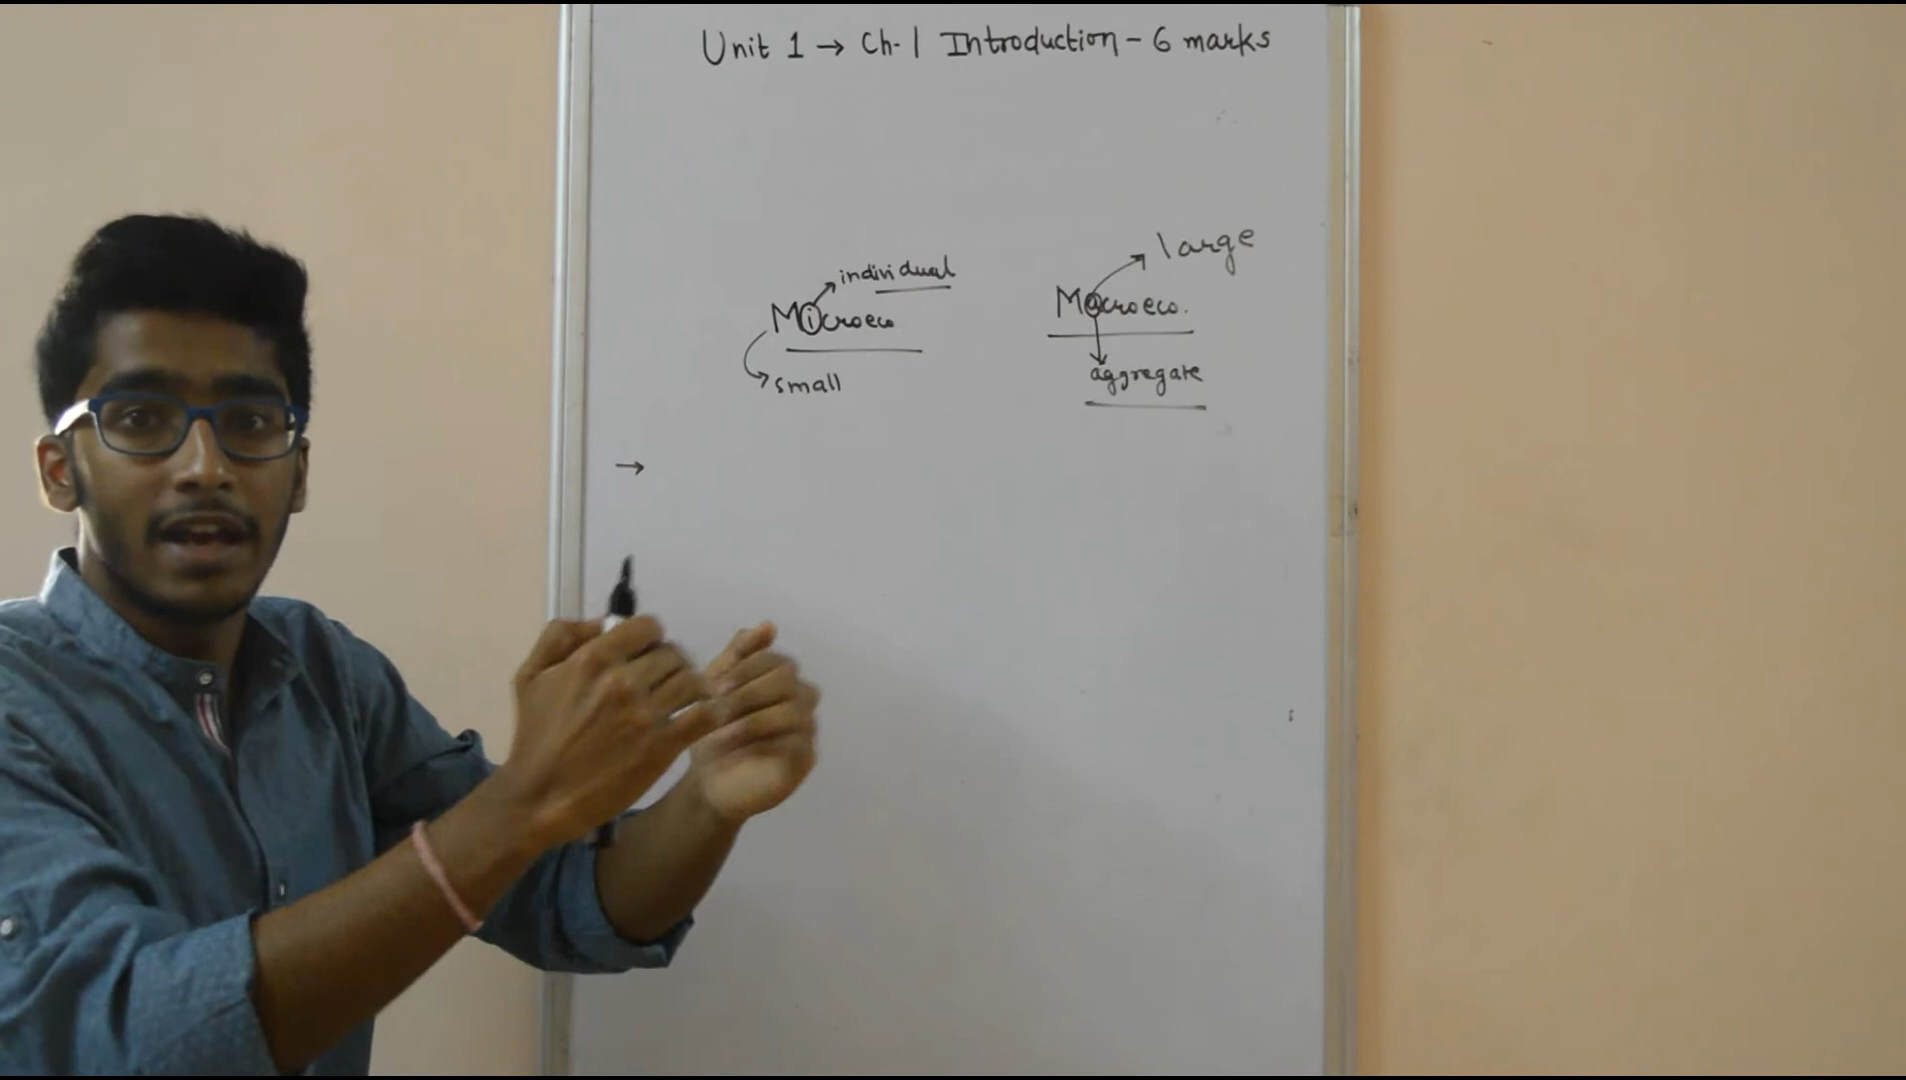 Unit 1 → Ch-1 Introduction - 6 marks
individual
Microeco
small
large
Macroeco.
aggregate
→